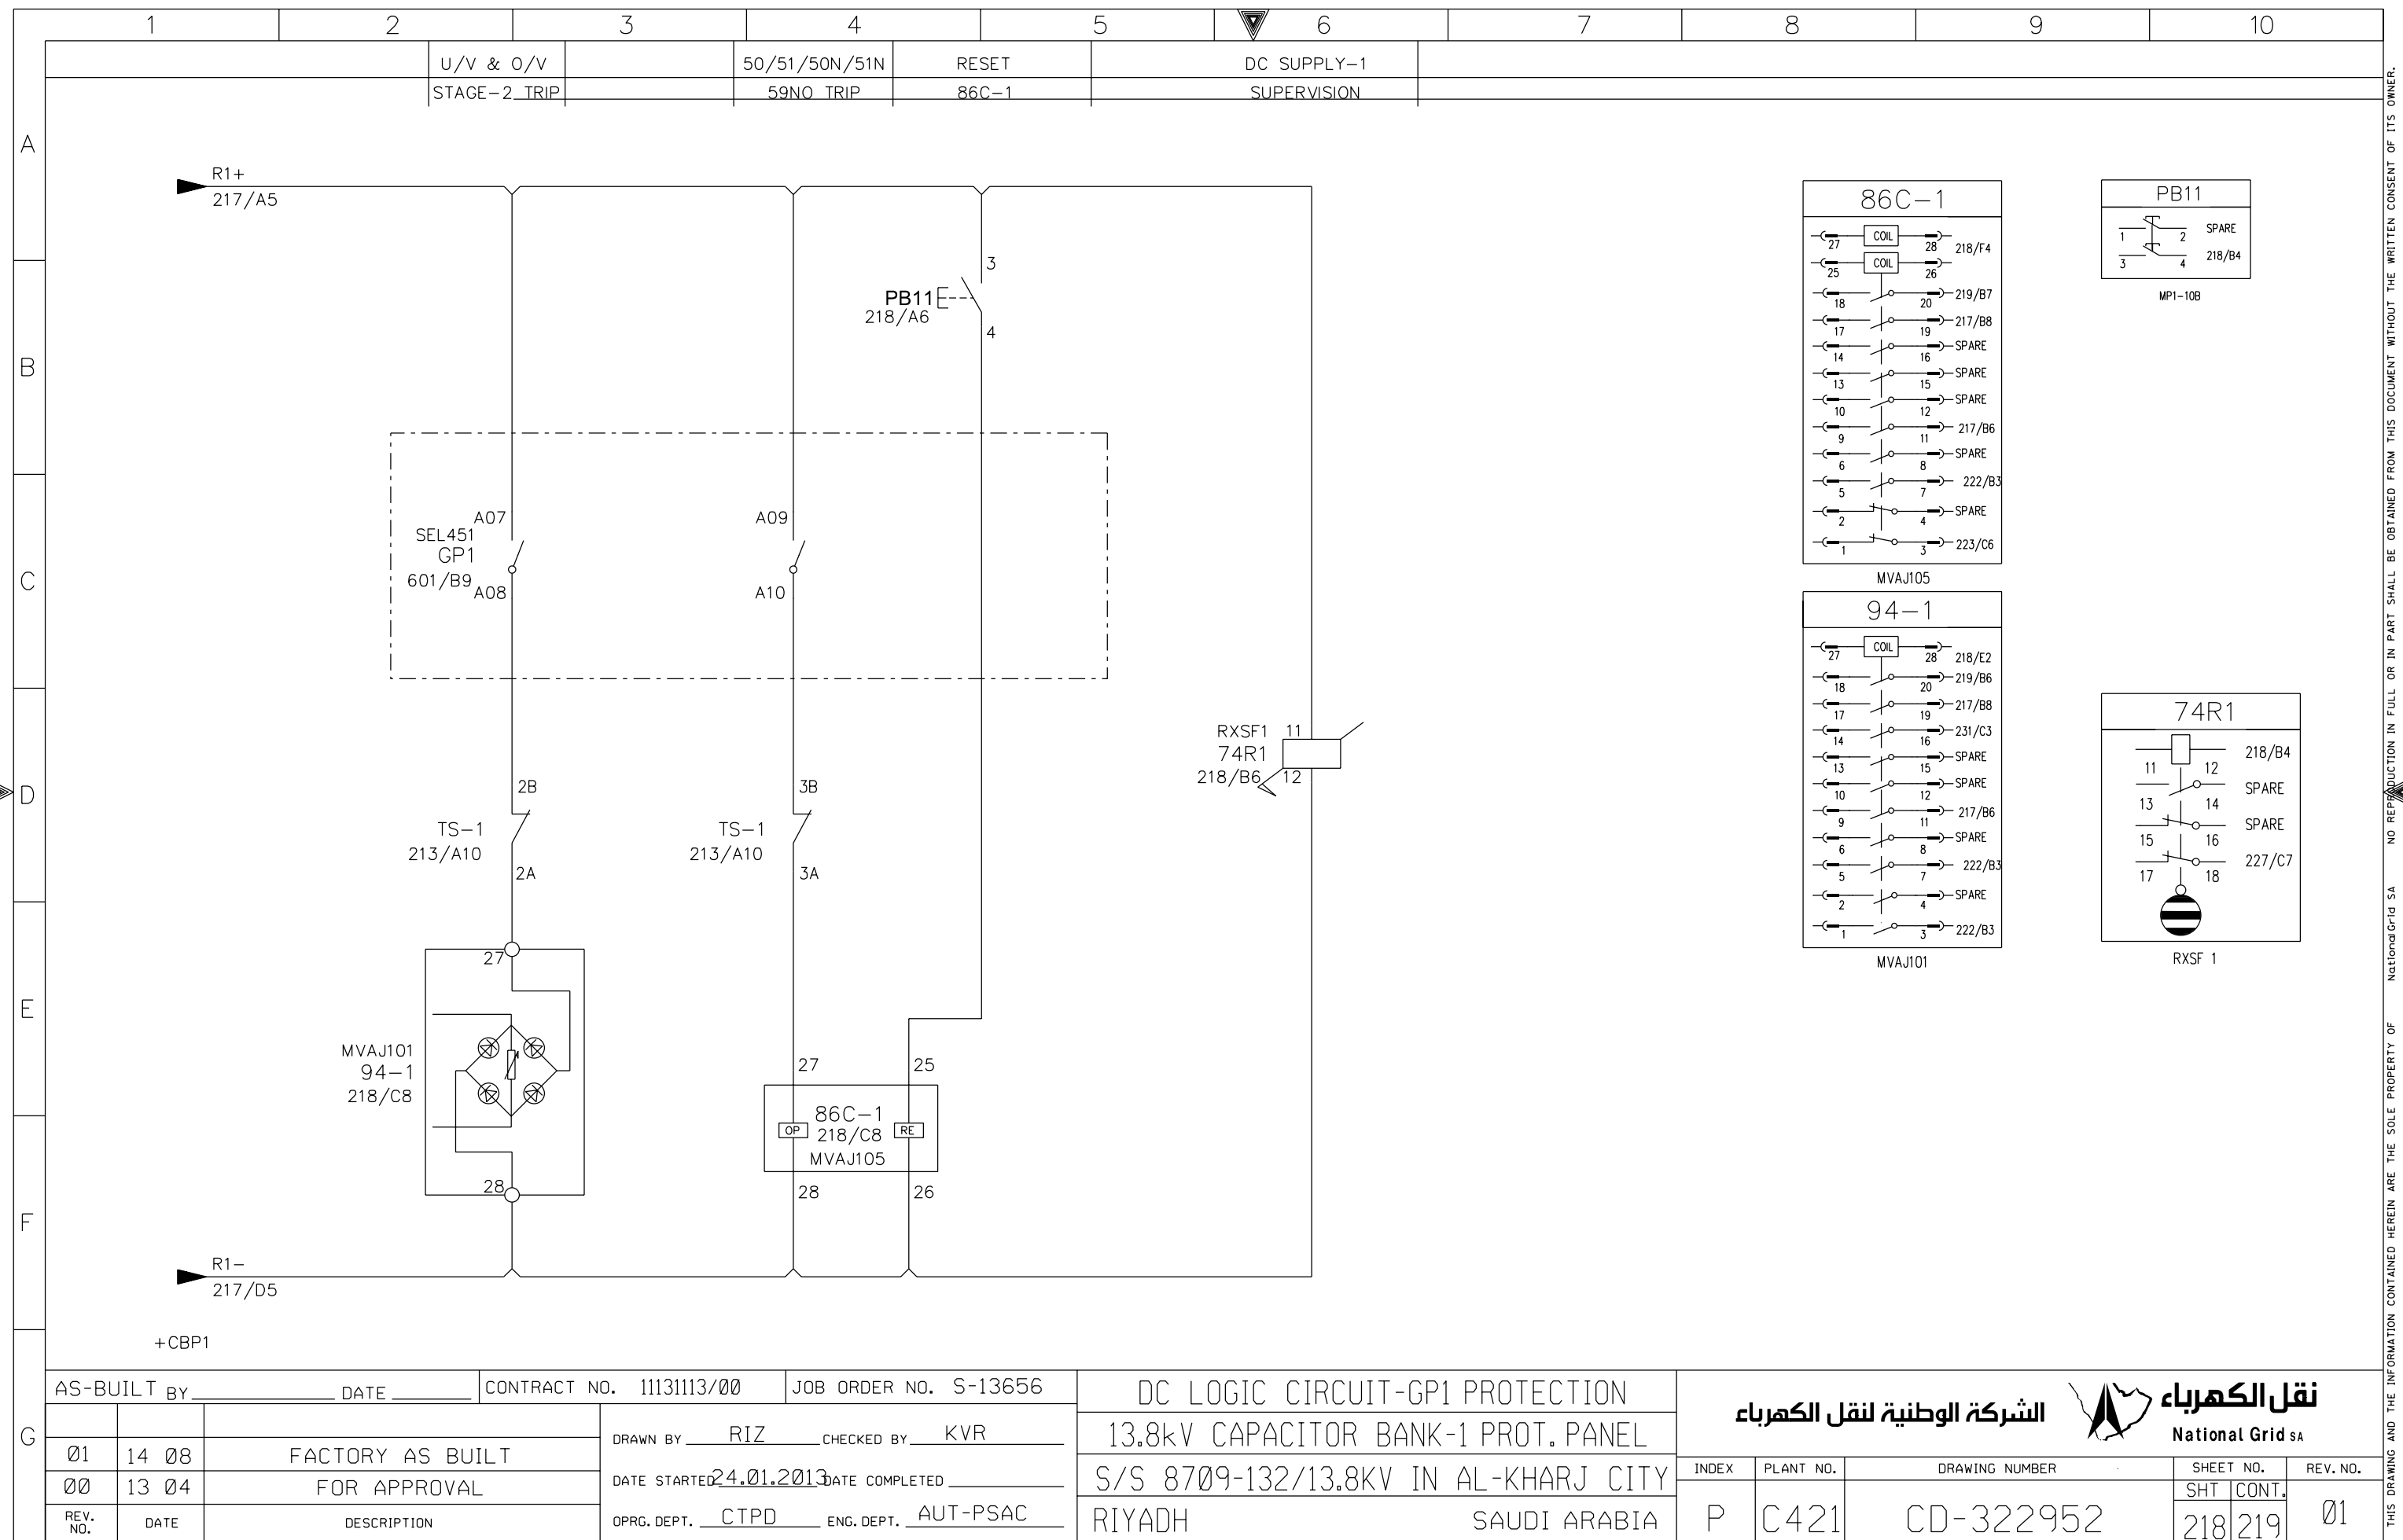 1 2 3 4 5 6 7 8 9 10
U/V & O/V 50/51/50N/51N RESET DC SUPPLY-1
STAGE-2 TRIP 59NO TRIP 86C-1 SUPERVISION
A
B
C
D
E
F
G
R1+
217/A5
3
PB11
218/A6
4
A07
SEL451
GP1
601/B9
A08
A09
A10
RXSF1 11
74R1
218/B6 12
2B
TS-1
213/A10
2A
3B
TS-1
213/A10
3A
27
MVAJ101
94-1
218/C8
28
27 25
86C-1
OP 218/C8 RE
MVAJ105
28 26
R1-
217/D5
+CBP1
86C-1
27 COIL 28 218/F4
25 COIL 26
18 20 219/B7
17 19 217/B8
14 16 SPARE
13 15 SPARE
10 12 SPARE
9 11 217/B6
6 8 SPARE
5 7 222/B3
2 4 SPARE
1 3 223/C6
MVAJ105
94-1
27 COIL 28 218/E2
18 20 219/B6
17 19 217/B8
14 16 231/C3
13 15 SPARE
10 12 SPARE
9 11 217/B6
6 8 SPARE
5 7 222/B3
2 4 SPARE
1 3 222/B3
MVAJ101
PB11
1 2 SPARE
3 4 218/B4
MP1-10B
74R1
11 12 218/B4
13 14 SPARE
15 16 SPARE
17 18 227/C7
RXSF 1
AS-BUILT BY DATE CONTRACT NO. 11131113/00 JOB ORDER NO. S-13656
01 14 08 FACTORY AS BUILT
00 13 04 FOR APPROVAL
REV. NO. DATE DESCRIPTION
DRAWN BY RIZ CHECKED BY KVR
DATE STARTED 24.01.2013 DATE COMPLETED
OPRG. DEPT. CTPD ENG. DEPT. AUT-PSAC
DC LOGIC CIRCUIT-GP1 PROTECTION
13.8kV CAPACITOR BANK-1 PROT. PANEL
S/S 8709-132/13.8KV IN AL-KHARJ CITY
RIYADH SAUDI ARABIA
الشركة الوطنية لنقل الكهرباء
نقل الكهرباء
National Grid SA
INDEX PLANT NO. DRAWING NUMBER SHEET NO. REV. NO.
SHT CONT.
P C421 CD-322952 218 219 01
THIS DRAWING AND THE INFORMATION CONTAINED HEREIN ARE THE SOLE PROPERTY OF National Grid SA NO REPRODUCTION IN FULL OR IN PART SHALL BE OBTAINED FROM THIS DOCUMENT WITHOUT THE WRITTEN CONSENT OF ITS OWNER.